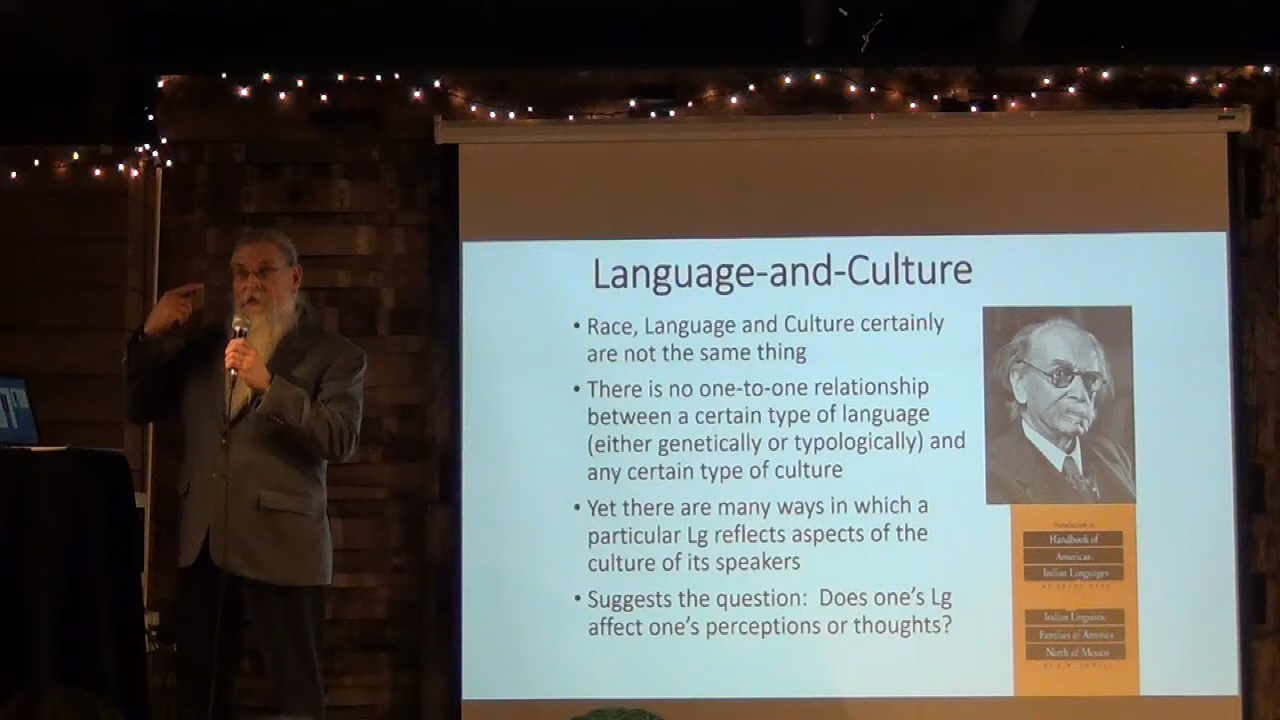 Language-and-Culture
• Race, Language and Culture certainly
are not the same thing
• There is no one-to-one relationship
between a certain type of language
(either genetically or typologically) and
any certain type of culture
• Yet there are many ways in which a
particular Lg reflects aspects of the
culture of its speakers
• Suggests the question:  Does one's Lg
affect one's perceptions or thoughts?
Introduction to
Handbook of
American
Indian Languages
Indian Linguistic
Families of America
North of Mexico